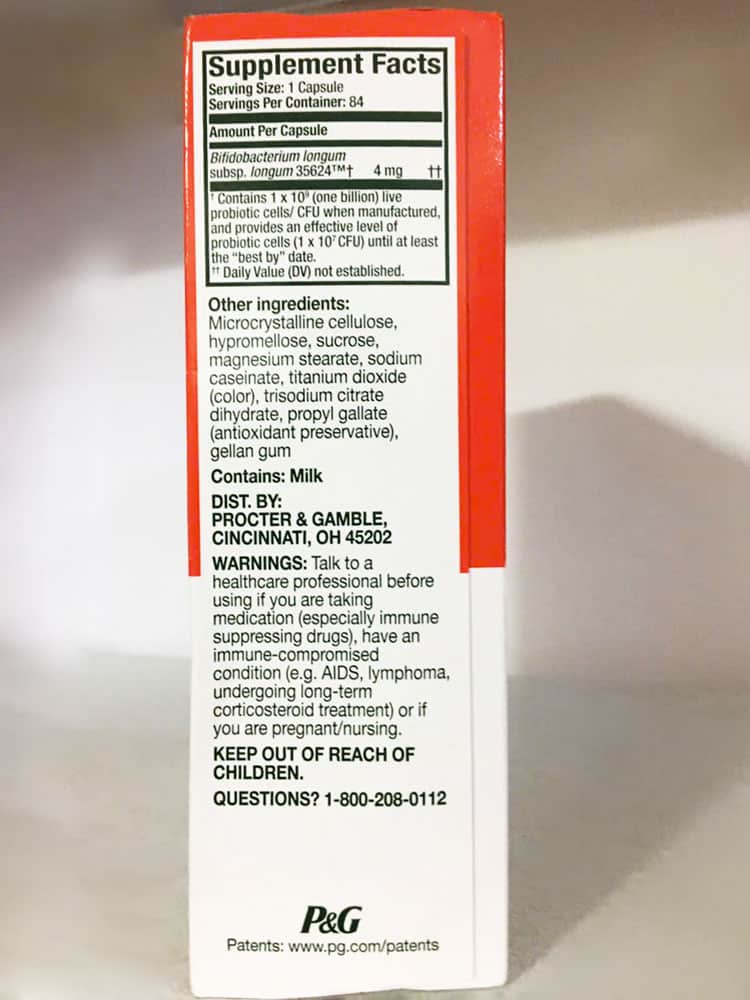 Supplement Facts
Serving Size: 1 Capsule
Servings Per Container: 84
Amount Per Capsule
Bifidobacterium longum
subsp. longum 35624™† 4 mg ††
† Contains 1 x 10⁹ (one billion) live
probiotic cells/ CFU when manufactured,
and provides an effective level of
probiotic cells (1 x 10⁷ CFU) until at least
the “best by” date.
†† Daily Value (DV) not established.
Other ingredients:
Microcrystalline cellulose,
hypromellose, sucrose,
magnesium stearate, sodium
caseinate, titanium dioxide
(color), trisodium citrate
dihydrate, propyl gallate
(antioxidant preservative),
gellan gum
Contains: Milk
DIST. BY:
PROCTER & GAMBLE,
CINCINNATI, OH 45202
WARNINGS: Talk to a
healthcare professional before
using if you are taking
medication (especially immune
suppressing drugs), have an
immune-compromised
condition (e.g. AIDS, lymphoma,
undergoing long-term
corticosteroid treatment) or if
you are pregnant/nursing.
KEEP OUT OF REACH OF
CHILDREN.
QUESTIONS? 1-800-208-0112
P&G
Patents: www.pg.com/patents